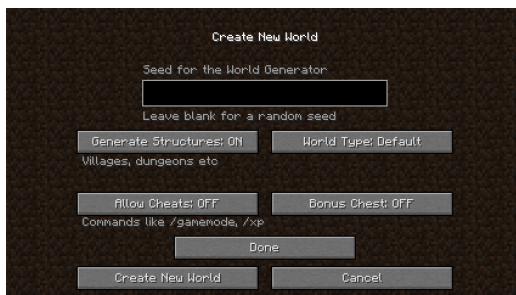 Create New World
Seed for the World Generator
Leave blank for a random seed
Generate Structures: ON
World Type: Default
Villages, dungeons etc
Allow Cheats: OFF
Bonus Chest: OFF
Commands like /gamemode, /xp
Done
Create New World
Cancel